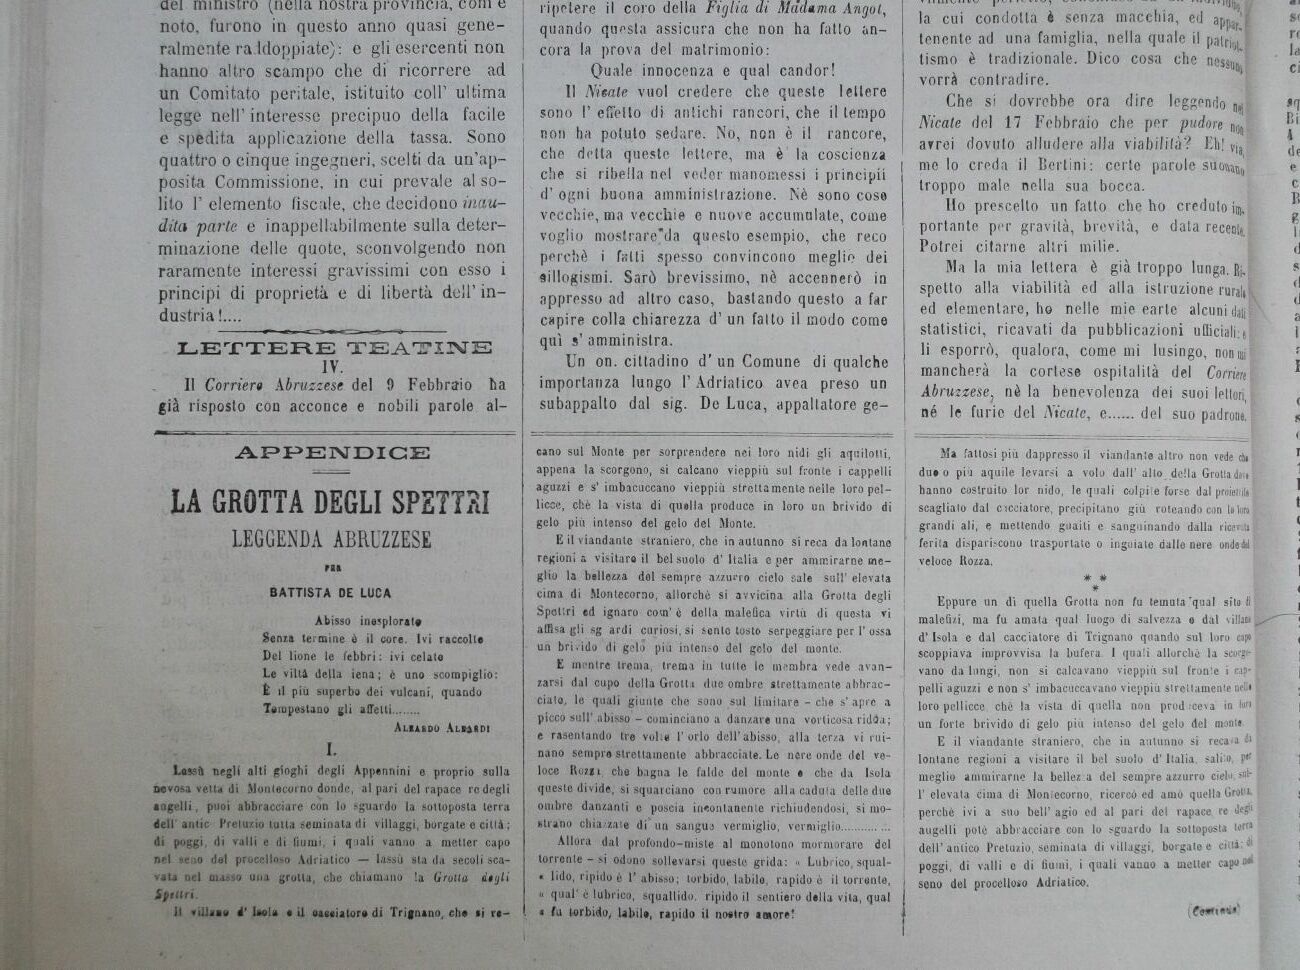 del ministro (nella nostra provincia, com'è
noto, furono in questo anno quasi gene-
ralmente raddoppiate): e gli esercenti non
hanno altro scampo che di ricorrere ad
un Comitato peritale, istituito coll' ultima
legge nell' interesse precipuo della facile
e spedita applicazione della tassa. Sono
quattro o cinque ingegneri, scelti da un'ap-
posita Commissione, in cui prevale al so-
lito l' elemento fiscale, che decidono inau-
dita parte e inappellabilmente sulla deter-
minazione delle quote, sconvolgendo non
raramente interessi gravissimi con esso i
principi di proprietà e di libertà dell' in-
dustria!....
LETTERE TEATINE
IV.
Il Corriere Abruzzese del 9 Febbraio ha
già risposto con acconce e nobili parole al-
ripetere il coro della Figlia di Madama Angot,
quando questa assicura che non ha fatto an-
cora la prova del matrimonio:
Quale innocenza e qual candor!
Il Nicate vuol credere che queste lettere
sono l' effetto di antichi rancori, che il tempo
non ha potuto sedare. No, non è il rancore,
che detta queste lettere, ma è la coscienza
che si ribella nel veder manomessi i principii
d' ogni buona amministrazione. Nè sono cose
vecchie, ma vecchie e nuove accumulate, come
voglio mostrare da questo esempio, che reco
perchè i fatti spesso convincono meglio dei
sillogismi. Sarò brevissimo, nè accennerò in
appresso ad altro caso, bastando questo a far
capire colla chiarezza d' un fatto il modo come
quì s' amministra.
Un on. cittadino d' un Comune di qualche
importanza lungo l' Adriatico avea preso un
subappalto dal sig. De Luca, appaltatore ge-
la cui condotta è senza macchia, ed appar-
tenente ad una famiglia, nella quale il patriot-
tismo è tradizionale. Dico cosa che nessuno
vorrà contradire.
Che si dovrebbe ora dire leggendo nel
Nicate del 17 Febbraio che per pudore non
avrei dovuto alludere alla viabilità? Eh! via,
me lo creda il Bertini: certe parole suonano
troppo male nella sua bocca.
Ho prescelto un fatto che ho creduto im-
portante per gravità, brevità, e data recente.
Potrei citarne altri mille.
Ma la mia lettera è già troppo lunga. Ri-
spetto alla viabilità ed alla istruzione rurale
ed elementare, ho nelle mie carte alcuni dati
statistici, ricavati da pubblicazioni ufficiali: e
li esporrò, qualora, come mi lusingo, non mi
mancherà la cortese ospitalità del Corriere
Abruzzese, nè la benevolenza dei suoi lettori,
né le furie del Nicate, e...... del suo padrone.
APPENDICE
LA GROTTA DEGLI SPETTRI
LEGGENDA ABRUZZESE
PER
BATTISTA DE LUCA
Abisso inesplorato
Senza termine è il core. Ivi raccolte
Del lione le febbri: ivi celate
Le viltà della iena; è uno scompiglio:
È il più superbo dei vulcani, quando
Tempestano gli affetti........
ALEARDO ALEARDI
I.
Lassù negli alti gioghi degli Appennini e proprio sulla
nevosa vetta di Montecorno donde, al pari del rapace re degli
augelli, puoi abbracciare con lo sguardo la sottoposta terra
dell' antic Pretuzio tutta seminata di villaggi, borgate e città;
di poggi, di valli e di fiumi, i quali vanno a metter capo
nel seno del procelloso Adriatico — lassù sta da secoli sca-
vata nel masso una grotta, che chiamano la Grotta degli
Spettri.
Il villano d' Isola e il cacciatore di Trignano, che si re-
cano sul Monte per sorprendere nei loro nidi gli aquilotti,
appena la scorgono, si calcano vieppiù sul fronte i cappelli
aguzzi e s' imbacuccano vieppiù strettamente nelle loro pel-
licce, chè la vista di quella produce in loro un brivido di
gelo più intenso del gelo del Monte.
E il viandante straniero, che in autunno si reca da lontane
regioni a visitare il bel suolo d' Italia e per ammirarne me-
glio la bellezza del sempre azzurro cielo sale sull' elevata
cima di Montecorno, allorchè si avvicina alla Grotta degli
Spettri ed ignaro com' è della malefica virtù di questa vi
affisa gli sguardi curiosi, si sente tosto serpeggiare per l' ossa
un brivido di gelo più intenso del gelo del monte.
E mentre trema, trema in tutte le membra vede avan-
zarsi dal cupo della Grotta due ombre strettamente abbrac-
ciate, le quali giunte che sono sul limitare - che s' apre a
picco sull' abisso - cominciano a danzare una vorticosa ridda;
e rasentando tre volte l' orlo dell' abisso, alla terza vi rui-
nano sempre strettamente abbracciate. Le nere onde del ve-
loce Rozza, che bagna le falde del monte e che da Isola
queste divide, si squarciano con rumore alla caduta delle due
ombre danzanti e poscia incontanente richiudendosi, si mo-
strano chiazzate di un sangue vermiglio, vermiglio............
Allora dal profondo-miste al monotono mormorare del
torrente - si odono sollevarsi queste grida: « Lubrico, squal-
« lido, ripido è l' abisso; torbido, labile, rapido è il torrente,
« qual' è lubrico, squallido, ripido il sentiero della vita, qual
« fu torbido, labile, rapido il nostro amore!
Ma fattosi più dappresso il viandante altro non vede che
due o più aquile levarsi a volo dall' alto della Grotta dove
hanno costruito lor nido, le quali colpite forse dal proiettile
scagliato dal cacciatore, precipitano giù roteando con le loro
grandi ali, e mettendo guaiti e sanguinando dalla ricevuta
ferita dispariscono trasportate o ingoiate dalle nere onde del
veloce Rozza.
* *
*
Eppure un dì quella Grotta non fu temuta qual sito di
malefizi, ma fu amata qual luogo di salvezza e dal villano
d' Isola e dal cacciatore di Trignano quando sul loro capo
scoppiava improvvisa la bufera. I quali allorchè la scorge-
vano da lungi, non si calcavano vieppiù sul fronte i cap-
pelli aguzzi e non s' imbacuccavano vieppiù strettamente nelle
loro pellicce, chè la vista di quella non produceva in loro
un forte brivido di gelo più intenso del gelo del monte.
E il viandante straniero, che in autunno si recava da
lontane regioni a visitare il bel suolo d' Italia, salito, per
meglio ammirarne la bellezza del sempre azzurro cielo, sul-
l' elevata cima di Montecorno, ricercò ed amò quella Grotta,
perchè ivi a suo bell' agio ed al pari del rapace re degli
augelli potè abbracciare con lo sguardo la sottoposta terra
dell' antico Pretuzio, seminata di villaggi, borgate e città: di
poggi, di valli e di fiumi, i quali vanno a metter capo nel
seno del procelloso Adriatico.
(Continua)